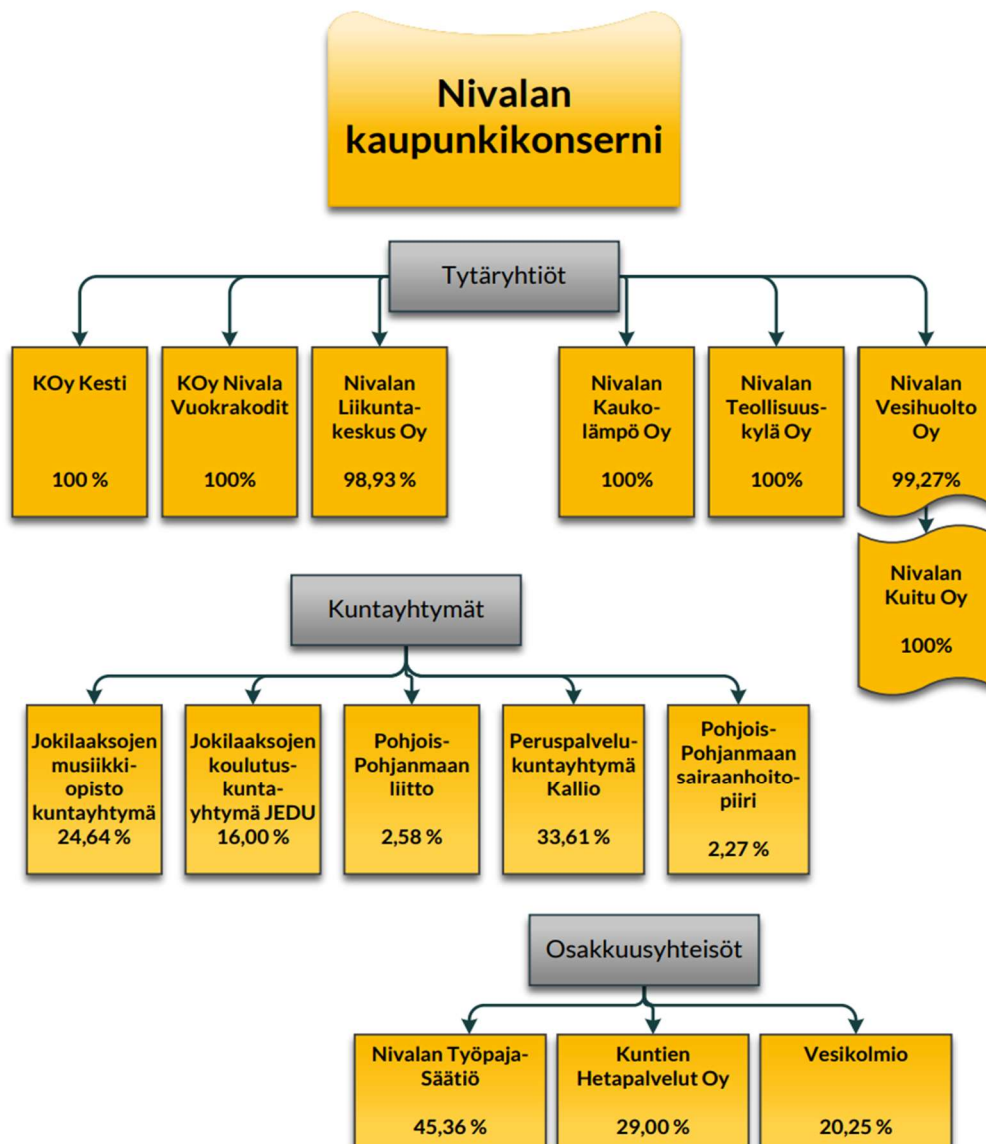 Nivalan
kaupunkikonserni
Tytäryhtiöt
KOy Kesti
100 %
KOy Nivala
Vuokrakodit
100%
Nivalan
Liikunta-
keskus Oy
98,93 %
Nivalan
Kauko-
lämpö Oy
100%
Nivalan
Teollisuus-
kylä Oy
100%
Nivalan
Vesihuolto
Oy
99,27%
Nivalan
Kuitu Oy
100%
Kuntayhtymät
Jokilaaksojen
musiikki-
opisto
kuntayhtymä
24,64 %
Jokilaaksojen
koulutus-
kunta-
yhtymä JEDU
16,00 %
Pohjois-
Pohjanmaan
liitto
2,58 %
Peruspalvelu-
kuntayhtymä
Kallio
33,61 %
Pohjois-
Pohjanmaan
sairaanhoito-
piiri
2,27 %
Osakkuusyhteisöt
Nivalan Työpaja-
Säätiö
45,36 %
Kuntien
Hetapalvelut Oy
29,00 %
Vesikolmio
20,25 %